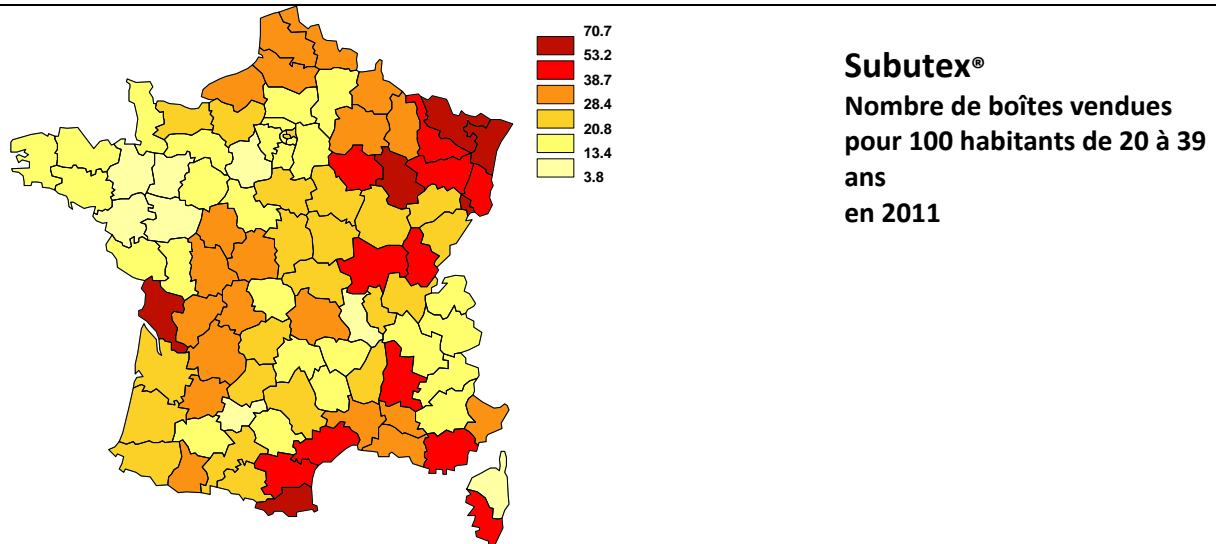 70.7
53.2
38.7
28.4
20.8
13.4
3.8
Subutex®
Nombre de boîtes vendues
pour 100 habitants de 20 à 39
ans
en 2011